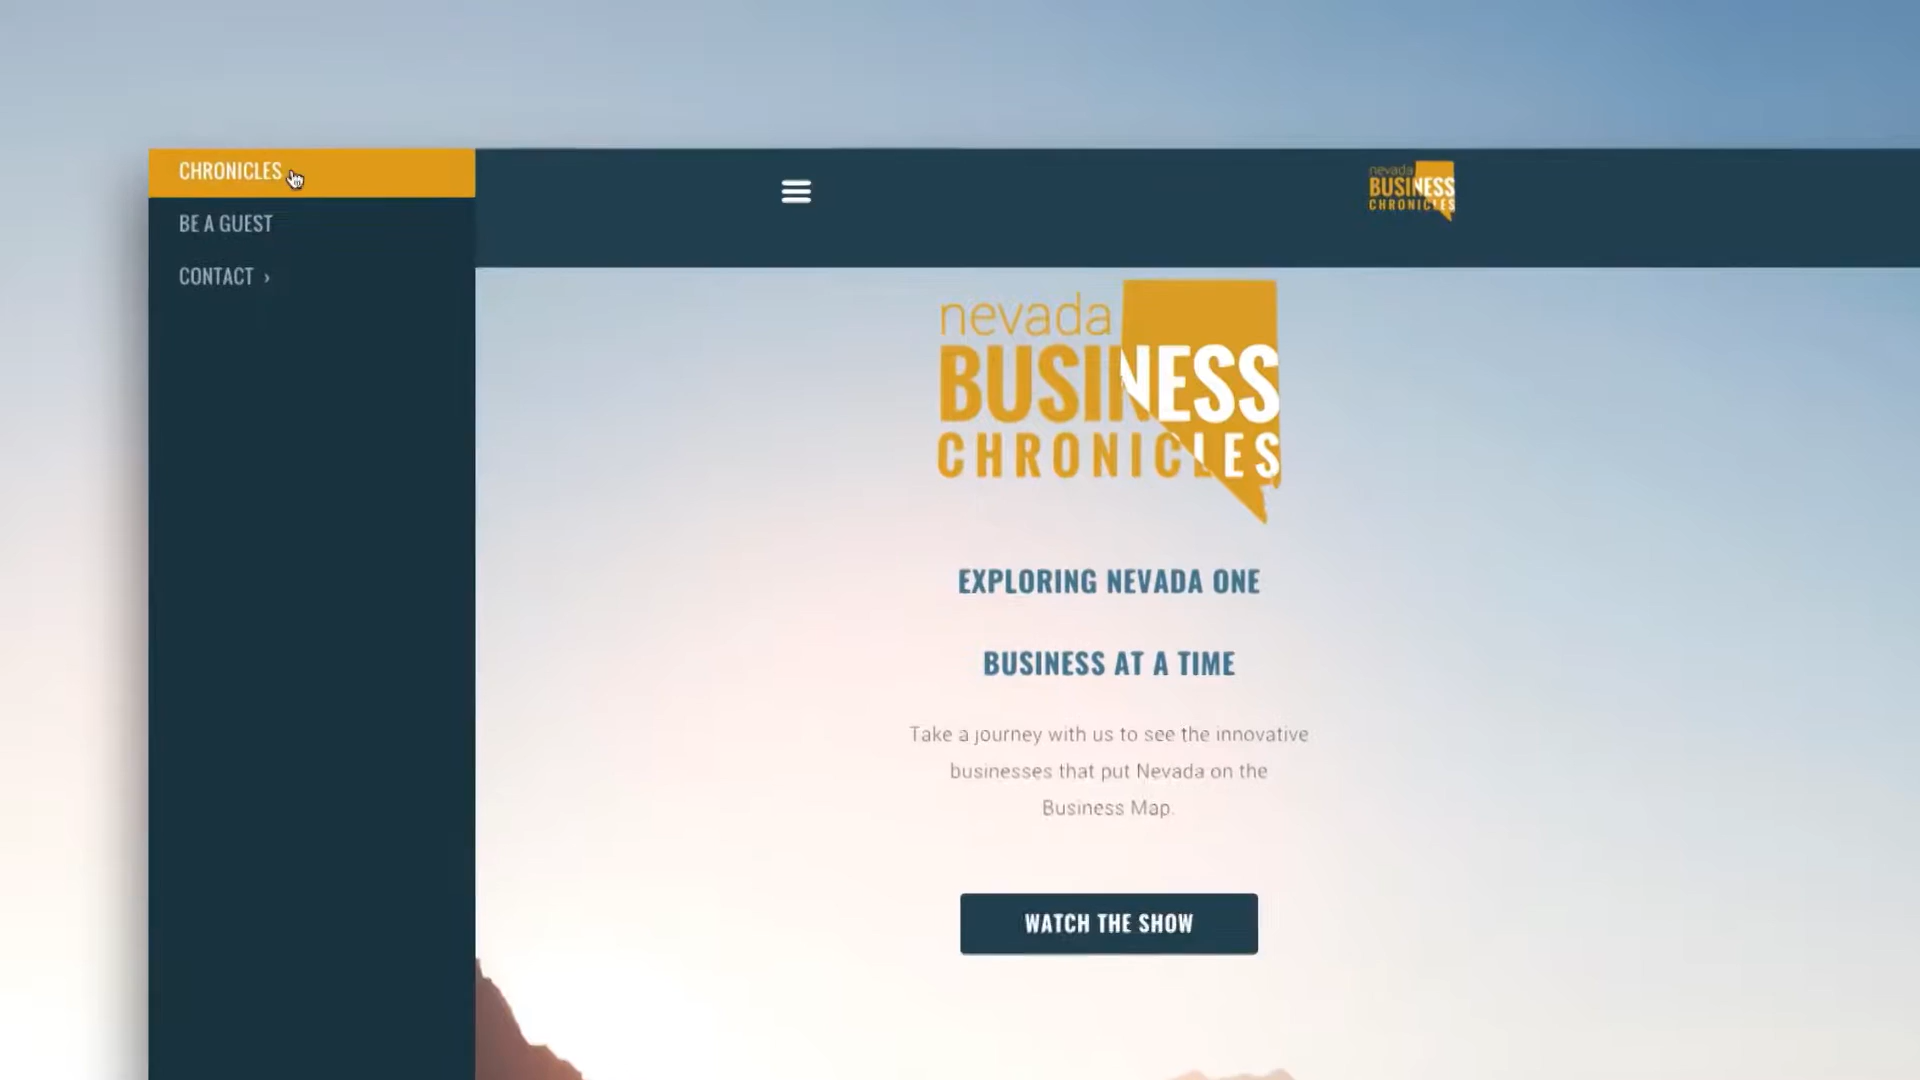 CHRONICLES
BE A GUEST
CONTACT ›
nevada
BUSINESS
CHRONICLES
nevada
BUSINESS
CHRONICLES
EXPLORING NEVADA ONE
BUSINESS AT A TIME
Take a journey with us to see the innovative
businesses that put Nevada on the
Business Map.
WATCH THE SHOW